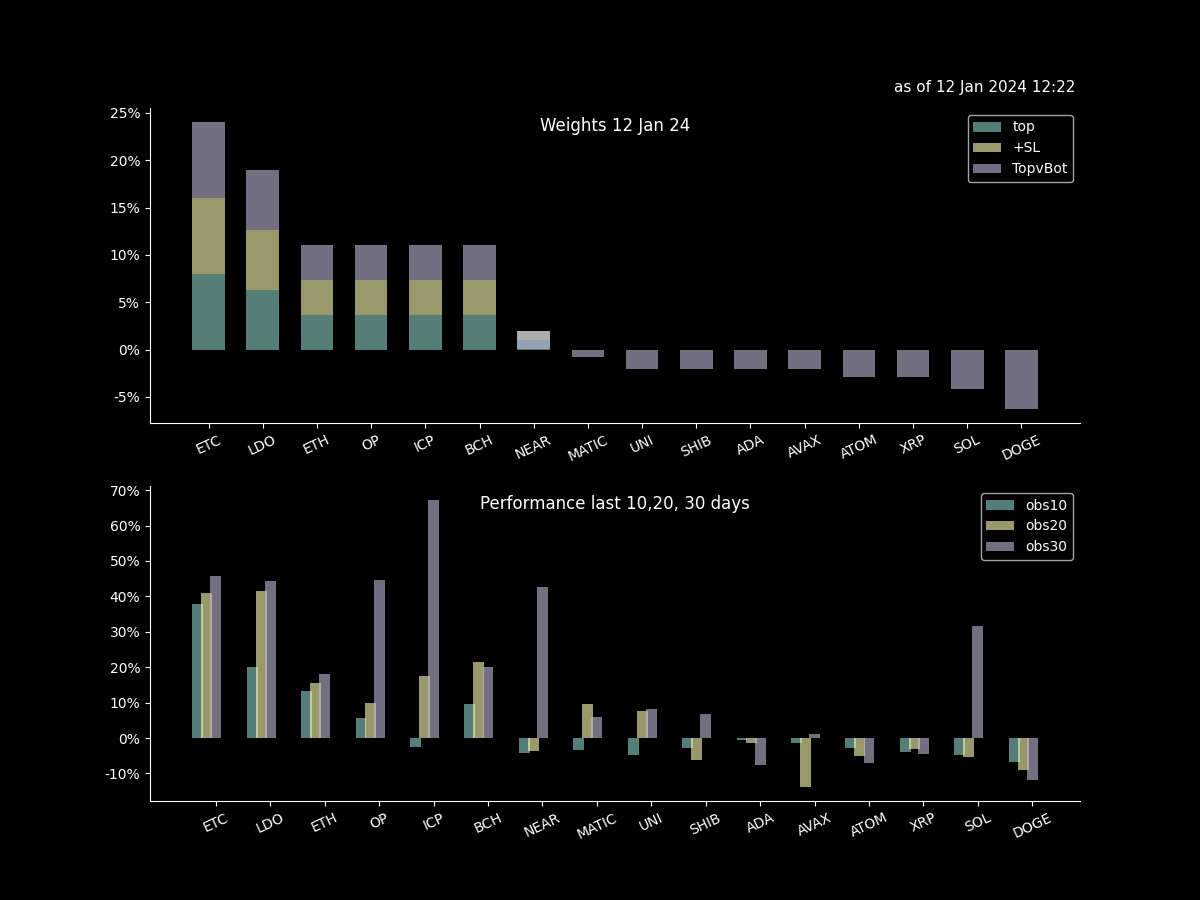 as of 12 Jan 2024 12:22
Weights 12 Jan 24
top
+SL
TopvBot
25%
20%
15%
10%
5%
0%
-5%
ETC LDO ETH OP ICP BCH NEAR MATIC UNI SHIB ADA AVAX ATOM XRP SOL DOGE
Performance last 10,20, 30 days
obs10
obs20
obs30
70%
60%
50%
40%
30%
20%
10%
0%
-10%
ETC LDO ETH OP ICP BCH NEAR MATIC UNI SHIB ADA AVAX ATOM XRP SOL DOGE